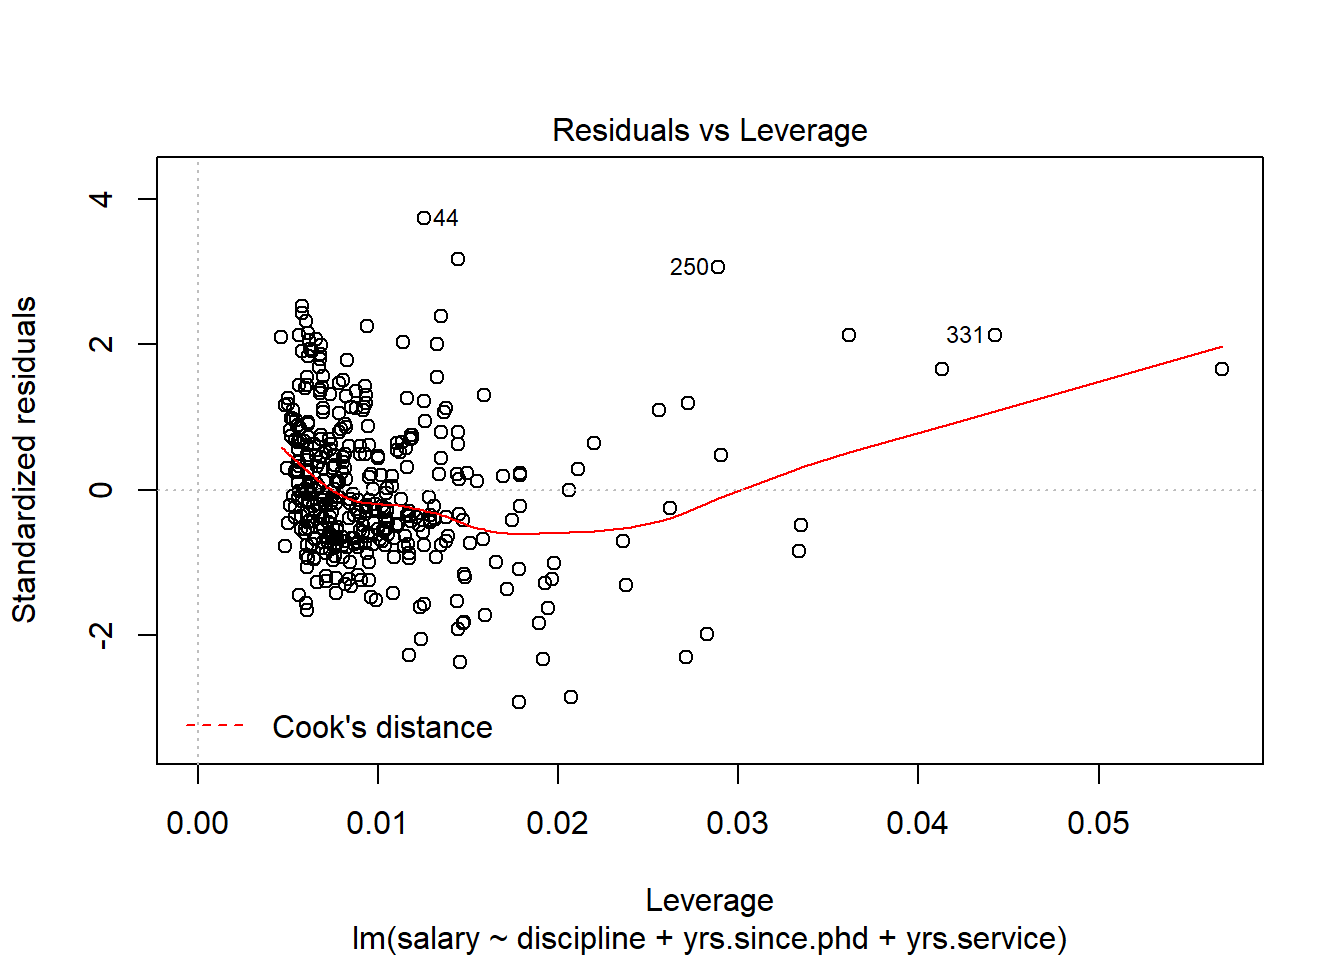 Residuals vs Leverage
Standardized residuals
4
2
0
-2
44
250
331
Cook's distance
0.00 0.01 0.02 0.03 0.04 0.05
Leverage
lm(salary ~ discipline + yrs.since.phd + yrs.service)